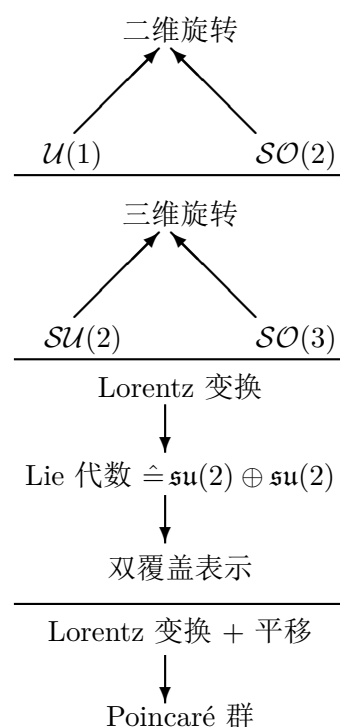 二维旋转
𝒰(1) 𝒮𝒪(2)
三维旋转
𝒮𝒰(2) 𝒮𝒪(3)
Lorentz 变换
Lie 代数 ≙ 𝔰𝔲(2) ⊕ 𝔰𝔲(2)
双覆盖表示
Lorentz 变换 + 平移
Poincaré 群